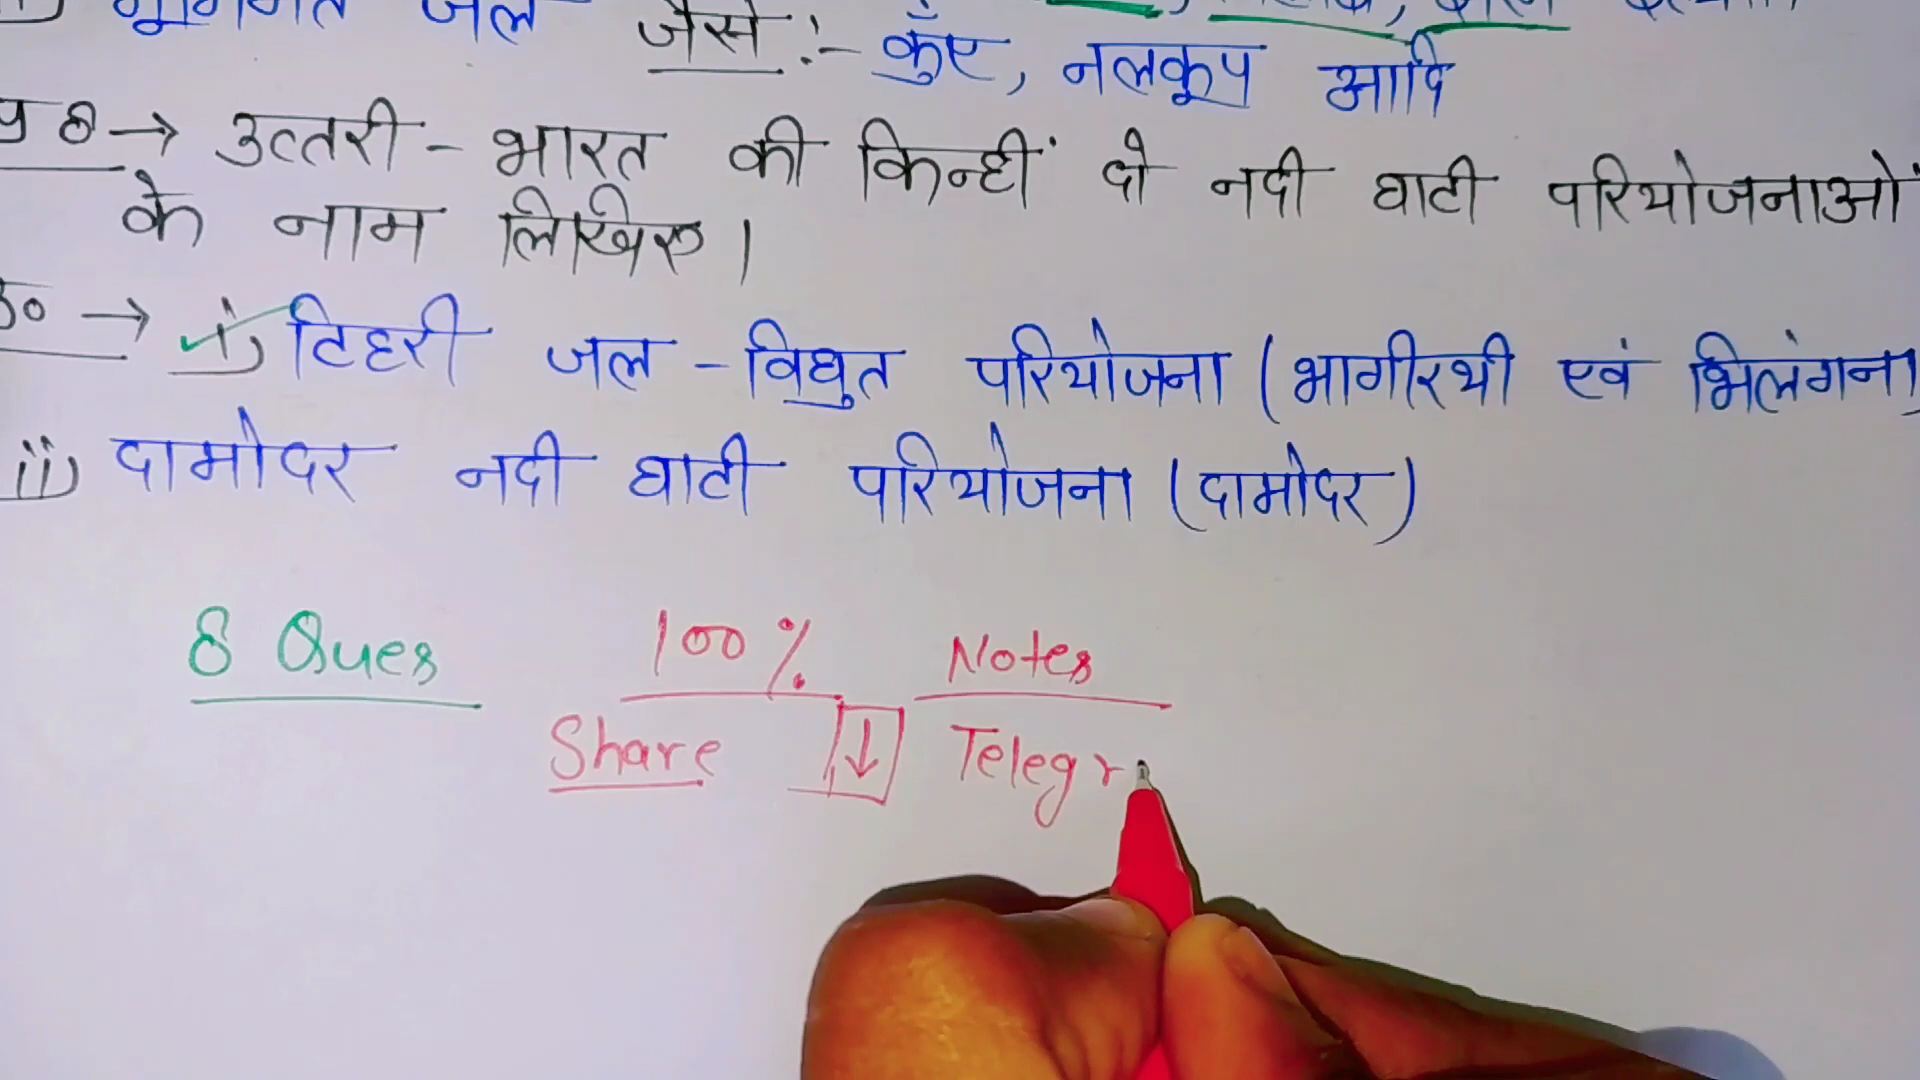 जल जैसे :- कुँए, नलकूप आदि
प्र 8 → उत्तरी - भारत की किन्हीं दो नदी घाटी परियोजनाओं
के नाम लिखिए।
उ० → i) टिहरी जल - विधुत परियोजना (भागीरथी एवं भिलंगना)
ii) दामोदर नदी घाटी परियोजना (दामोदर)
8 Ques 100% Notes
Share ↓ Telegr